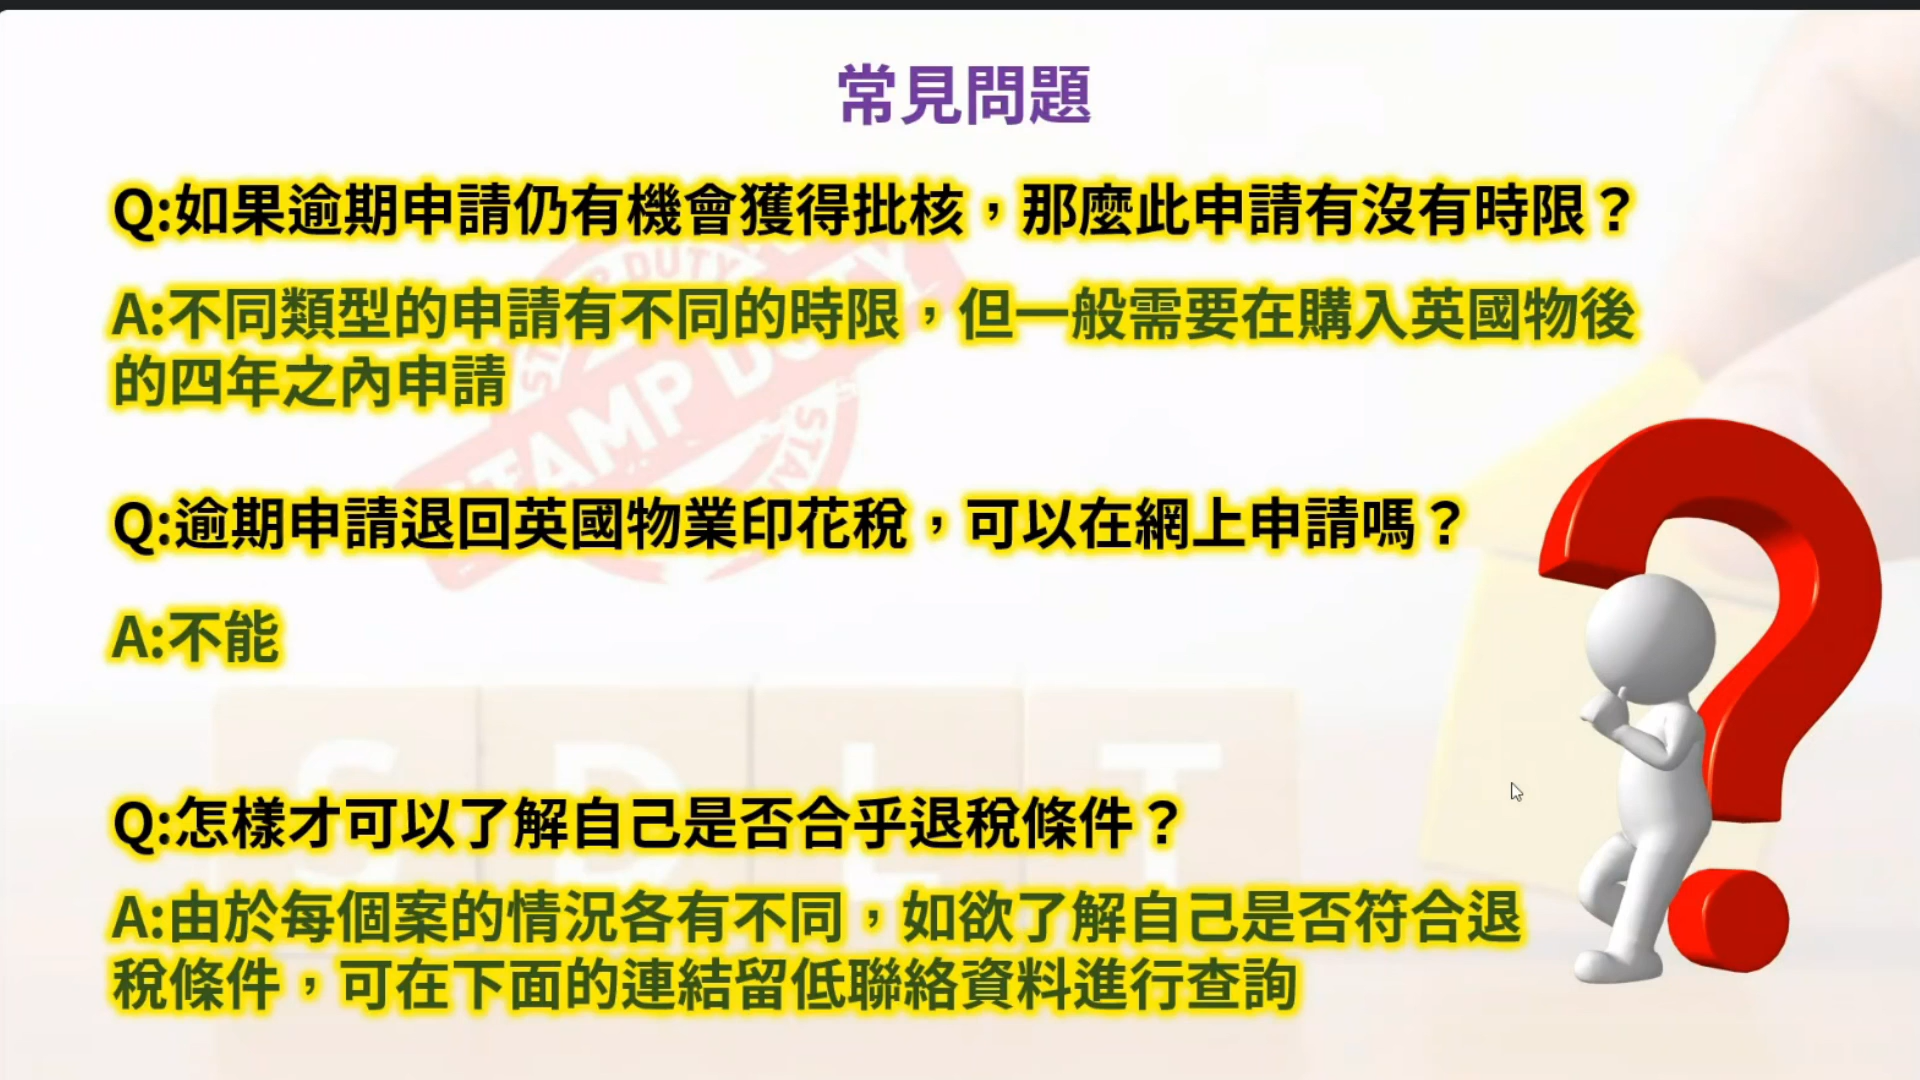 常見問題
Q:如果逾期申請仍有機會獲得批核，那麼此申請有沒有時限？
A:不同類型的申請有不同的時限，但一般需要在購入英國物後
的四年之內申請
STAMP DUTY
Q:逾期申請退回英國物業印花稅，可以在網上申請嗎？
A:不能
S D L T
Q:怎樣才可以了解自己是否合乎退稅條件？
A:由於每個案的情況各有不同，如欲了解自己是否符合退
稅條件，可在下面的連結留低聯絡資料進行查詢